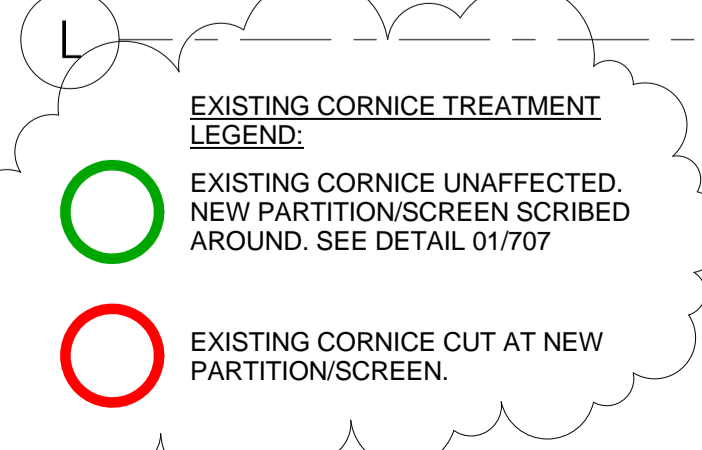 L
EXISTING CORNICE TREATMENT
LEGEND:
EXISTING CORNICE UNAFFECTED.
NEW PARTITION/SCREEN SCRIBED
AROUND. SEE DETAIL 01/707
EXISTING CORNICE CUT AT NEW
PARTITION/SCREEN.